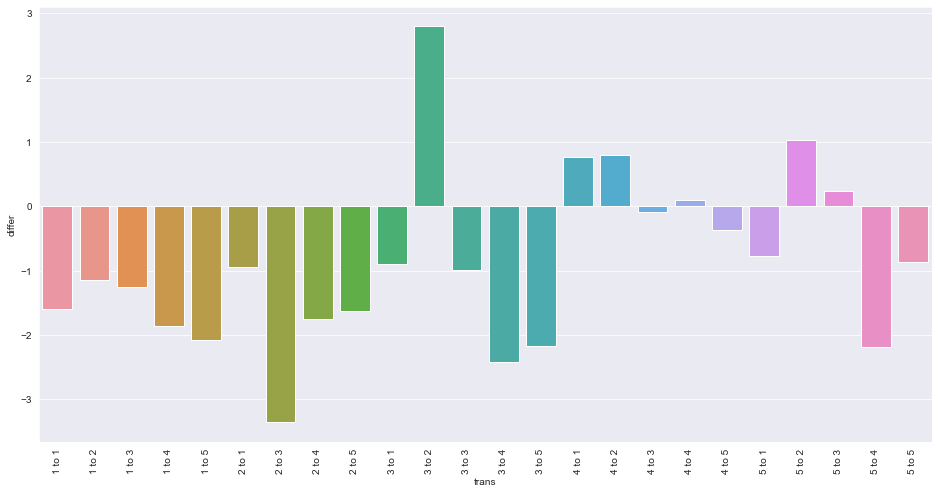 3
2
1
0
−1
−2
−3
differ
1 to 1
1 to 2
1 to 3
1 to 4
1 to 5
2 to 1
2 to 3
2 to 4
2 to 5
3 to 1
3 to 2
3 to 3
3 to 4
3 to 5
4 to 1
4 to 2
4 to 3
4 to 4
4 to 5
5 to 1
5 to 2
5 to 3
5 to 4
5 to 5
trans